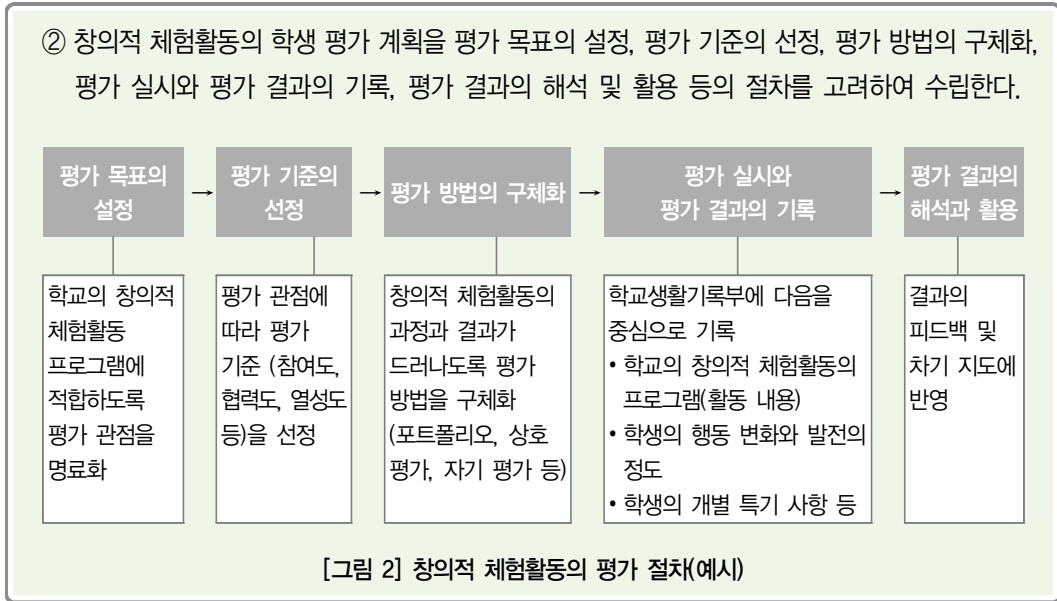 ② 창의적 체험활동의 학생 평가 계획을 평가 목표의 설정, 평가 기준의 선정, 평가 방법의 구체화,
평가 실시와 평가 결과의 기록, 평가 결과의 해석 및 활용 등의 절차를 고려하여 수립한다.
평가 목표의
설정
→
평가 기준의
선정
→
평가 방법의 구체화
→
평가 실시와
평가 결과의 기록
→
평가 결과의
해석과 활용
학교의 창의적
체험활동
프로그램에
적합하도록
평가 관점을
명료화
평가 관점에
따라 평가
기준 (참여도,
협력도, 열성도
등)을 선정
창의적 체험활동의
과정과 결과가
드러나도록 평가
방법을 구체화
(포트폴리오, 상호
평가, 자기 평가 등)
학교생활기록부에 다음을
중심으로 기록
• 학교의 창의적 체험활동의
프로그램(활동 내용)
• 학생의 행동 변화와 발전의
정도
• 학생의 개별 특기 사항 등
결과의
피드백 및
차기 지도에
반영
[그림 2] 창의적 체험활동의 평가 절차(예시)